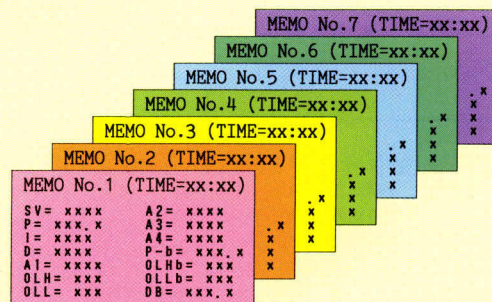 MEMO No.7 (TIME=xx:xx)
. x
x
x
x
MEMO No.6 (TIME=xx:xx)
. x
x
x
x
MEMO No.5 (TIME=xx:xx)
. x
x
x
x
MEMO No.4 (TIME=xx:xx)
. x
x
x
x
MEMO No.3 (TIME=xx:xx)
. x
x
x
x
MEMO No.2 (TIME=xx:xx)
. x
x
x
x
MEMO No.1 (TIME=xx:xx)
SV= xxxx A2= xxxx
P= xxx.x A3= xxxx
I= xxxx A4= xxxx
D= xxxx P-b= xxx.x
A1= xxxx OLHb= xxx
OLH= xxx OLLb= xxx
OLL= xxx DB= xxx.x